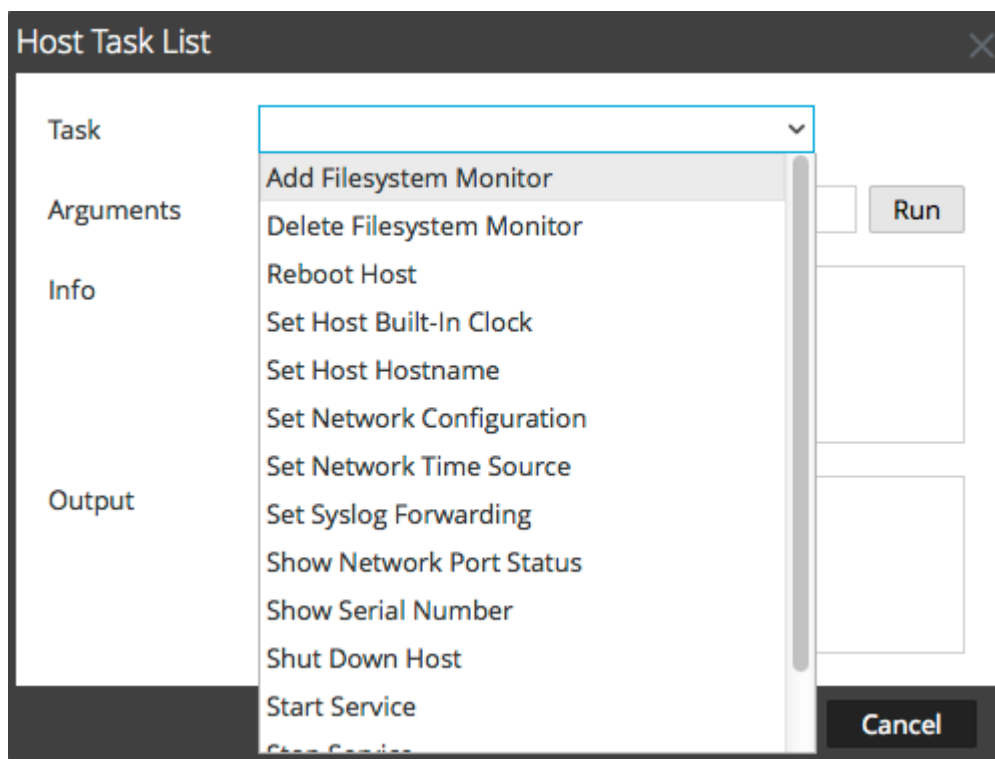 Host Task List
Task
Add Filesystem Monitor
Arguments
Run
Delete Filesystem Monitor
Reboot Host
Info
Set Host Built-In Clock
Set Host Hostname
Set Network Configuration
Set Network Time Source
Output
Set Syslog Forwarding
Show Network Port Status
Show Serial Number
Shut Down Host
Start Service
Cancel
Stop Service